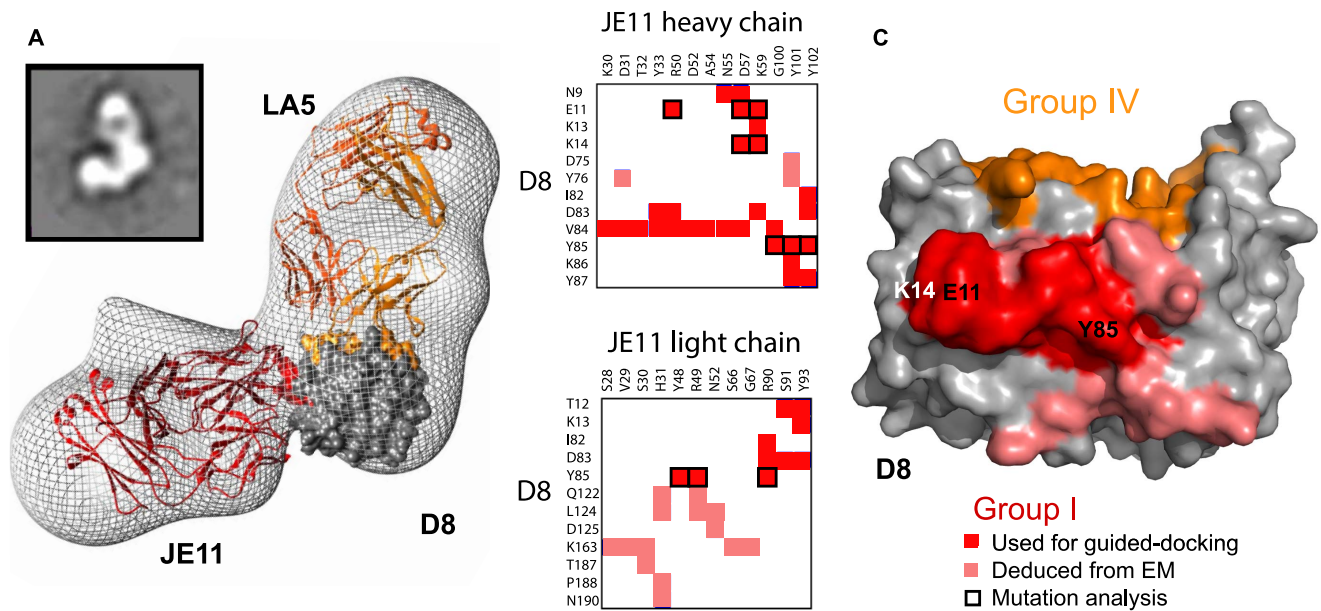 A
LA5
JE11
D8
JE11 heavy chain
K30 D31 T32 Y33 R50 D52 A54 N55 D57 K59 G100 Y101 Y102
D8
N9
E11
K13
K14
D75
Y76
I82
D83
V84
Y85
K86
Y87
JE11 light chain
S28 V29 S30 H31 Y48 R49 N52 S66 G67 R90 S91 Y93
D8
T12
K13
I82
D83
Y85
Q122
L124
D125
K163
T187
P188
N190
C
Group IV
K14 E11
Y85
D8
Group I
Used for guided-docking
Deduced from EM
Mutation analysis